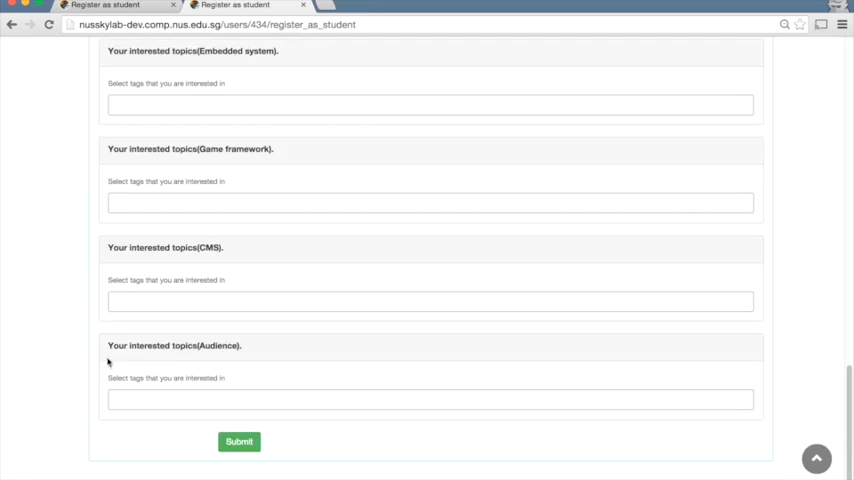 Register as student
Register as student
nusskylab-dev.comp.nus.edu.sg/users/434/register_as_student
Your interested topics(Embedded system).
Select tags that you are interested in
Your interested topics(Game framework).
Select tags that you are interested in
Your interested topics(CMS).
Select tags that you are interested in
Your interested topics(Audience).
Select tags that you are interested in
Submit